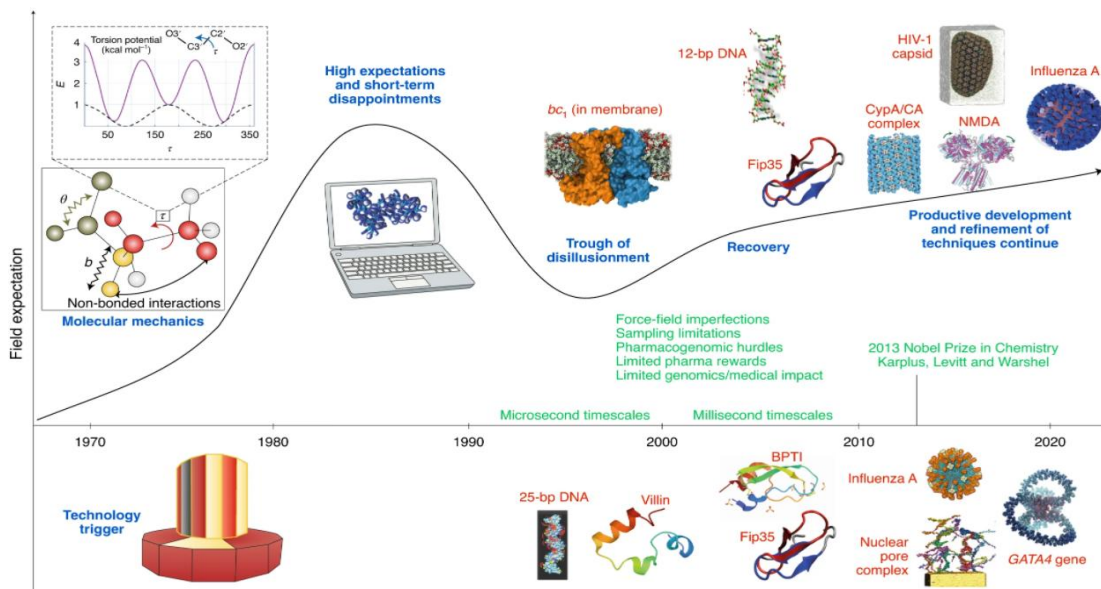 Field expectation
Torsion potential
(kcal mol⁻¹)
O3′
C3′
C2′
O2′
τ
E
4
3
2
1
0
50
150
250
350
τ
θ
τ
b
Non-bonded interactions
Molecular mechanics
High expectations
and short-term
disappointments
bc₁ (in membrane)
Trough of
disillusionment
12-bp DNA
Fip35
Recovery
HIV-1
capsid
CypA/CA
complex
NMDA
Influenza A
Productive development
and refinement of
techniques continue
Force-field imperfections
Sampling limitations
Pharmacogenomic hurdles
Limited pharma rewards
Limited genomics/medical impact
2013 Nobel Prize in Chemistry
Karplus, Levitt and Warshel
Microsecond timescales
Millisecond timescales
1970
1980
1990
2000
2010
2020
Technology
trigger
25-bp DNA
Villin
BPTI
Fip35
Influenza A
Nuclear
pore
complex
GATA4 gene